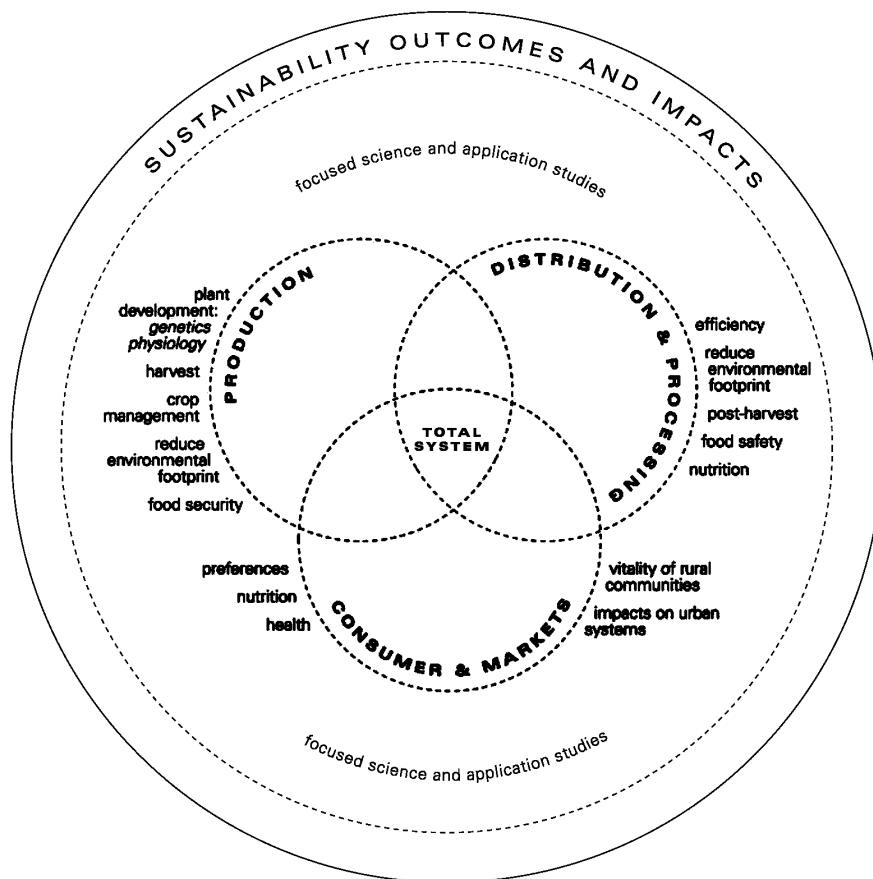 SUSTAINABILITY OUTCOMES AND IMPACTS
focused science and application studies
PRODUCTION
plant
development:
genetics
physiology
harvest
crop
management
reduce
environmental
footprint
food security
DISTRIBUTION & PROCESSING
efficiency
reduce
environmental
footprint
post-harvest
food safety
nutrition
TOTAL
SYSTEM
preferences
nutrition
health
CONSUMER & MARKETS
vitality of rural
communities
impacts on urban
systems
focused science and application studies